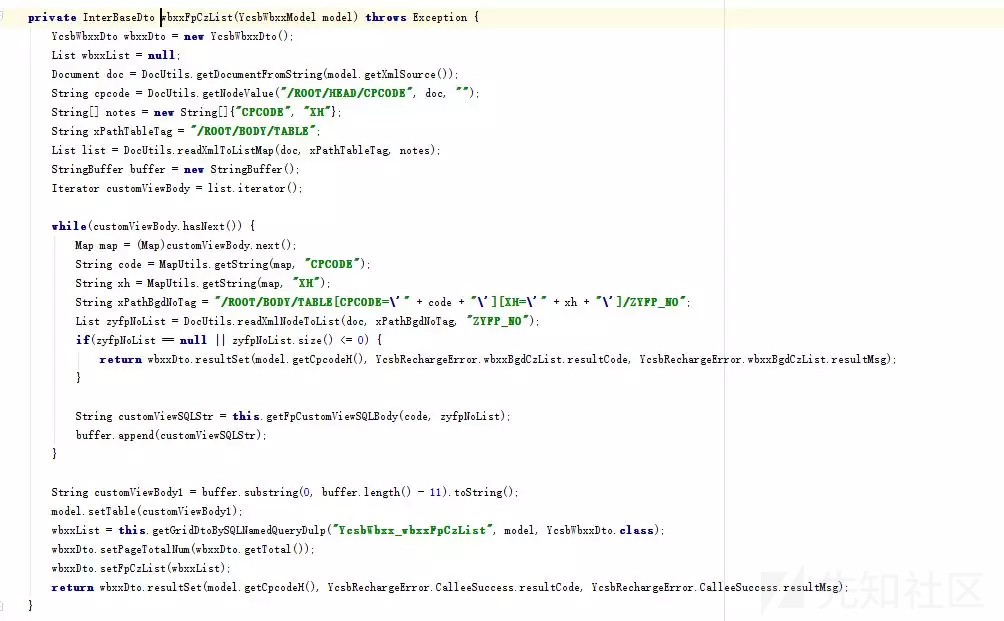 private InterBaseDto wbxxFpCzList(YcsbWbxxModel model) throws Exception {
YcsbWbxxDto wbxxDto = new YcsbWbxxDto();
List wbxxList = null;
Document doc = DocUtils.getDocumentFromString(model.getXmlSource());
String cpcode = DocUtils.getNodeValue("/ROOT/HEAD/CPCODE", doc, "");
String[] notes = new String[]{"CPCODE", "XH"};
String xPathTableTag = "/ROOT/BODY/TABLE";
List list = DocUtils.readXmlToListMap(doc, xPathTableTag, notes);
StringBuffer buffer = new StringBuffer();
Iterator customViewBody = list.iterator();
while(customViewBody.hasNext()) {
Map map = (Map)customViewBody.next();
String code = MapUtils.getString(map, "CPCODE");
String xh = MapUtils.getString(map, "XH");
String xPathBgdNoTag = "/ROOT/BODY/TABLE[CPCODE=\'" + code + "\'][XH=\'" + xh + "\']/ZYFP_NO";
List zyfpNoList = DocUtils.readXmlNodeToList(doc, xPathBgdNoTag, "ZYFP_NO");
if(zyfpNoList == null || zyfpNoList.size() <= 0) {
return wbxxDto.resultSet(model.getCpcodeH(), YcsbRechargeError.wbxxBgdCzList.resultCode, YcsbRechargeError.wbxxBgdCzList.resultMsg);
}
String customViewSQLStr = this.getFpCustomViewSQLBody(code, zyfpNoList);
buffer.append(customViewSQLStr);
}
String customViewBody1 = buffer.substring(0, buffer.length() - 11).toString();
model.setTable(customViewBody1);
wbxxList = this.getGridDtoBySQLNamedQueryDulp("YcsbWbxx_wbxxFpCzList", model, YcsbWbxxDto.class);
wbxxDto.setPageTotalNum(wbxxDto.getTotal());
wbxxDto.setFpCzList(wbxxList);
return wbxxDto.resultSet(model.getCpcodeH(), YcsbRechargeError.CalleeSuccess.resultCode, YcsbRechargeError.CalleeSuccess.resultMsg);
}
先知社区